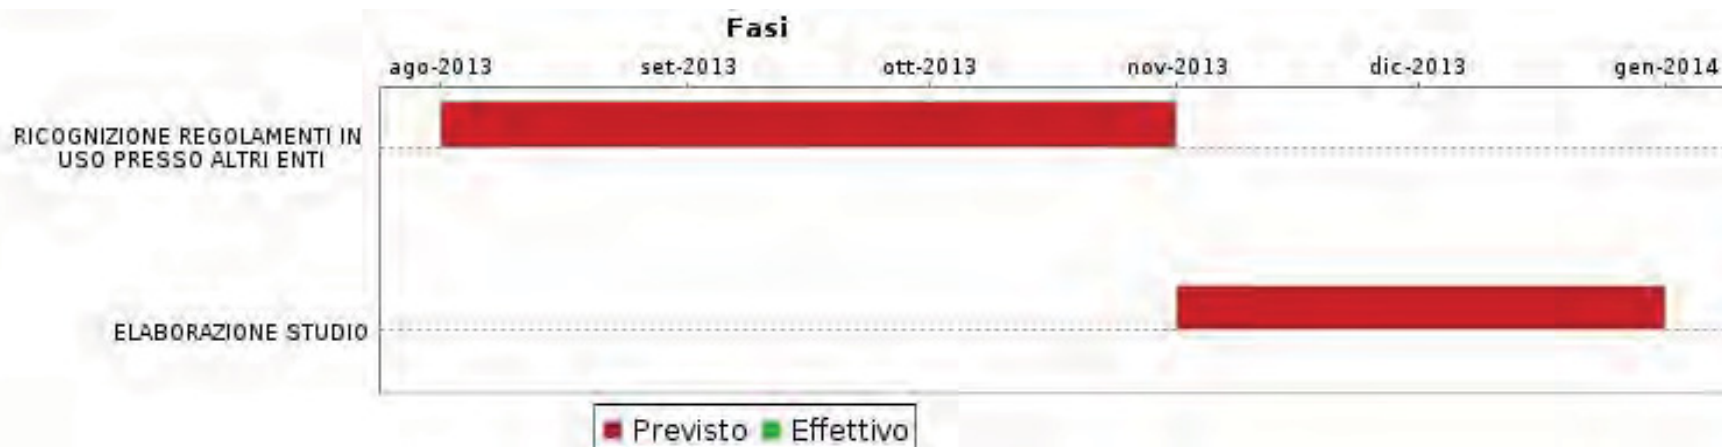 Fasi
ago-2013 set-2013 ott-2013 nov-2013 dic-2013 gen-2014
RICOGNIZIONE REGOLAMENTI IN
USO PRESSO ALTRI ENTI
ELABORAZIONE STUDIO
Previsto Effettivo